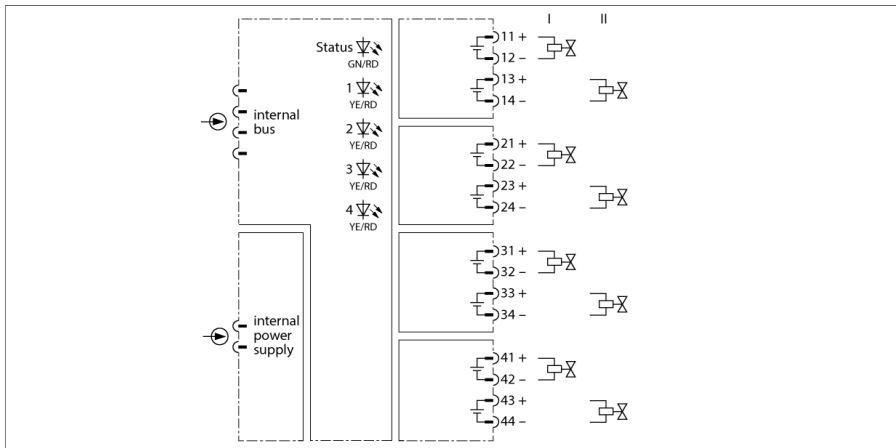 I II
Status
GN/RD
1
YE/RD
2
YE/RD
3
YE/RD
4
YE/RD
internal
bus
internal
power
supply
11 +
12 –
13 +
14 –
21 +
22 –
23 +
24 –
31 +
32 –
33 +
34 –
41 +
42 –
43 +
44 –